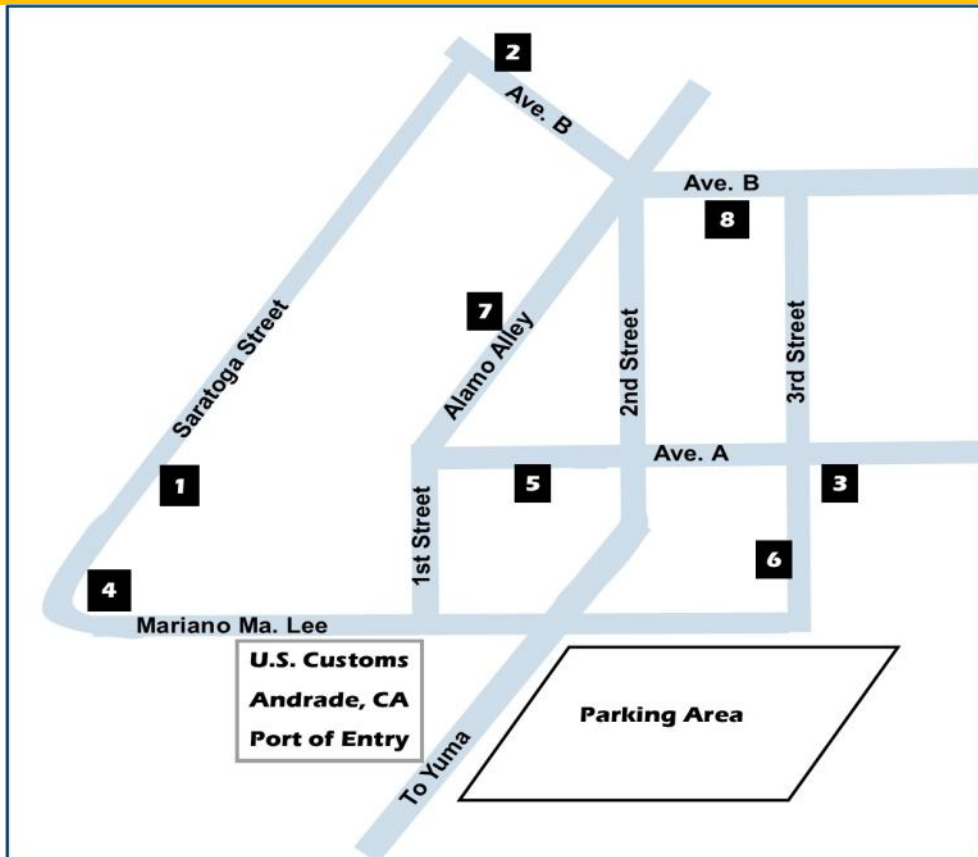 2
Ave. B
Ave. B
8
7
Alamo Alley
Saratoga Street
2nd Street
3rd Street
Ave. A
1
5
3
1st Street
6
4
Mariano Ma. Lee
U.S. Customs
Andrade, CA
Port of Entry
Parking Area
To Yuma